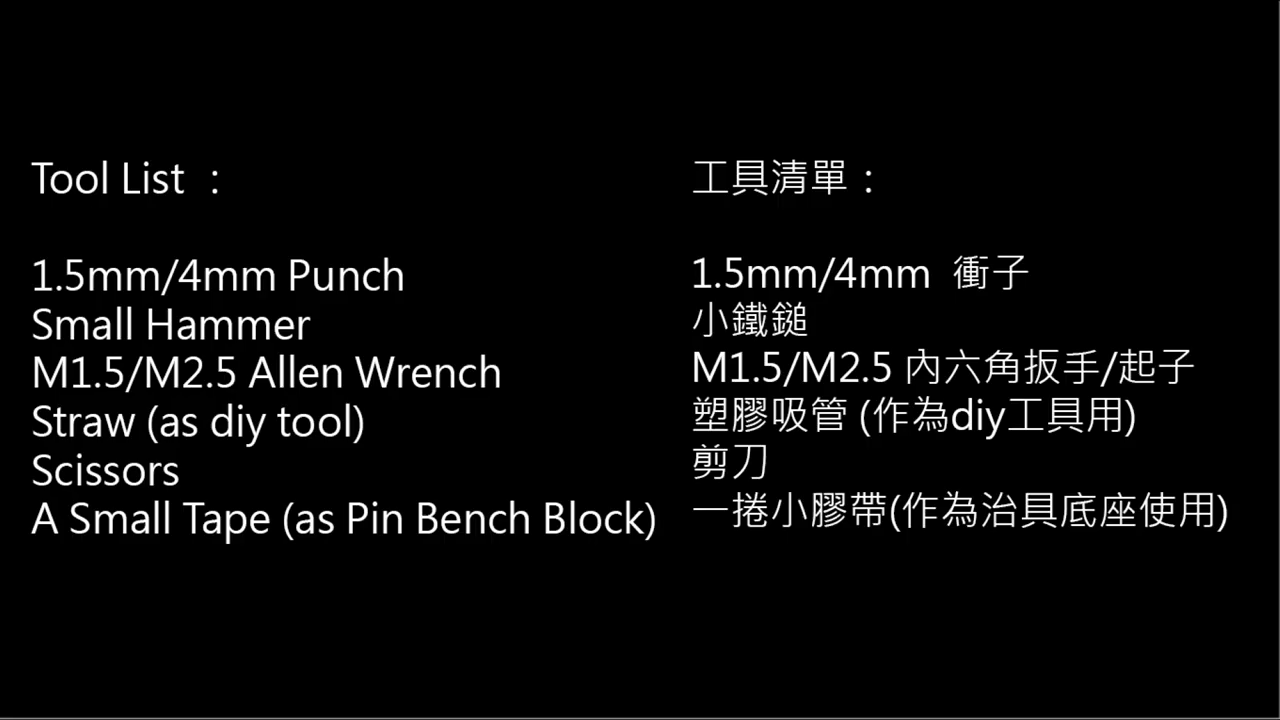 Tool List ：
1.5mm/4mm Punch
Small Hammer
M1.5/M2.5 Allen Wrench
Straw (as diy tool)
Scissors
A Small Tape (as Pin Bench Block)
工具清單：
1.5mm/4mm 衝子
小鐵鎚
M1.5/M2.5 內六角扳手/起子
塑膠吸管 (作為diy工具用)
剪刀
一捲小膠帶(作為治具底座使用)